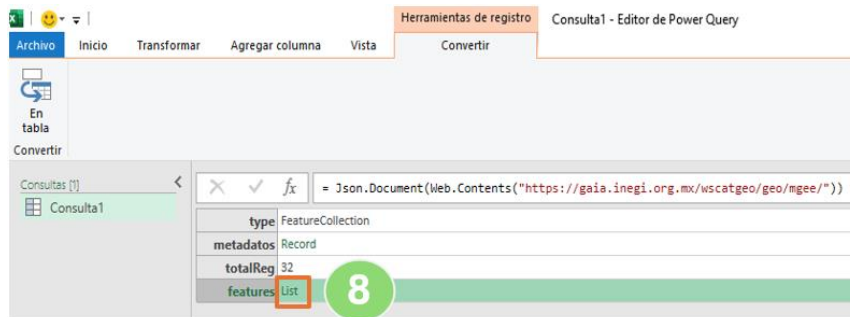 Herramientas de registro Consulta1 - Editor de Power Query
Archivo Inicio Transformar Agregar columna Vista Convertir
En
tabla
Convertir
Consultas [1]
Consulta1
fx = Json.Document(Web.Contents("https://gaia.inegi.org.mx/wscatgeo/geo/mgee/"))
type FeatureCollection
metadatos Record
totalReg 32
features List 8